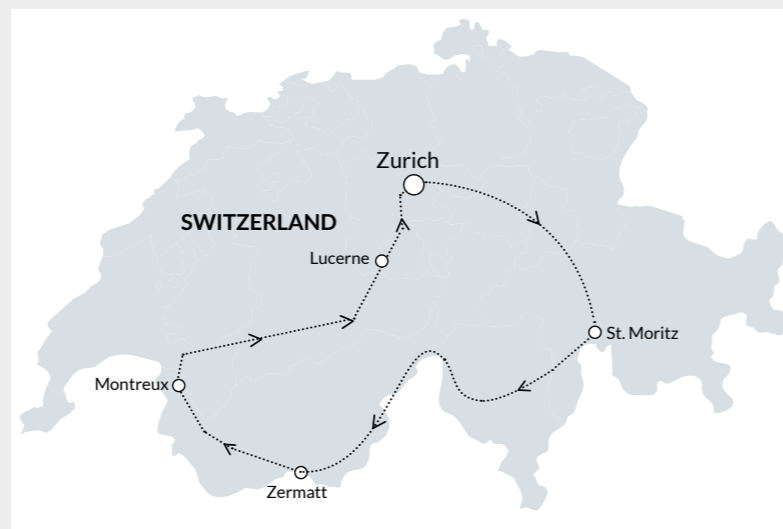 Zurich
SWITZERLAND
Lucerne
St. Moritz
Montreux
Zermatt